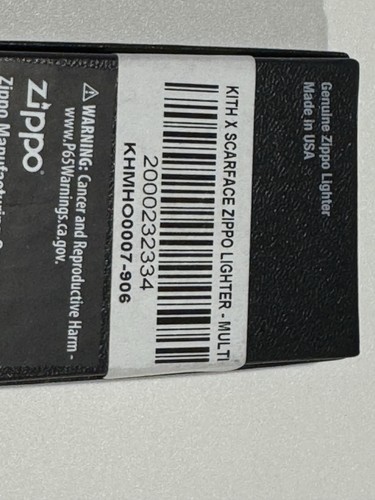 Genuine Zippo Lighter
Made in USA
KITH X SCARFACE ZIPPO LIGHTER - MULTI
2000232334
KHMHO0007-906
⚠ WARNING: Cancer and Reproductive Harm -
www.P65Warnings.ca.gov.
zippo
Zippo Manufacturing